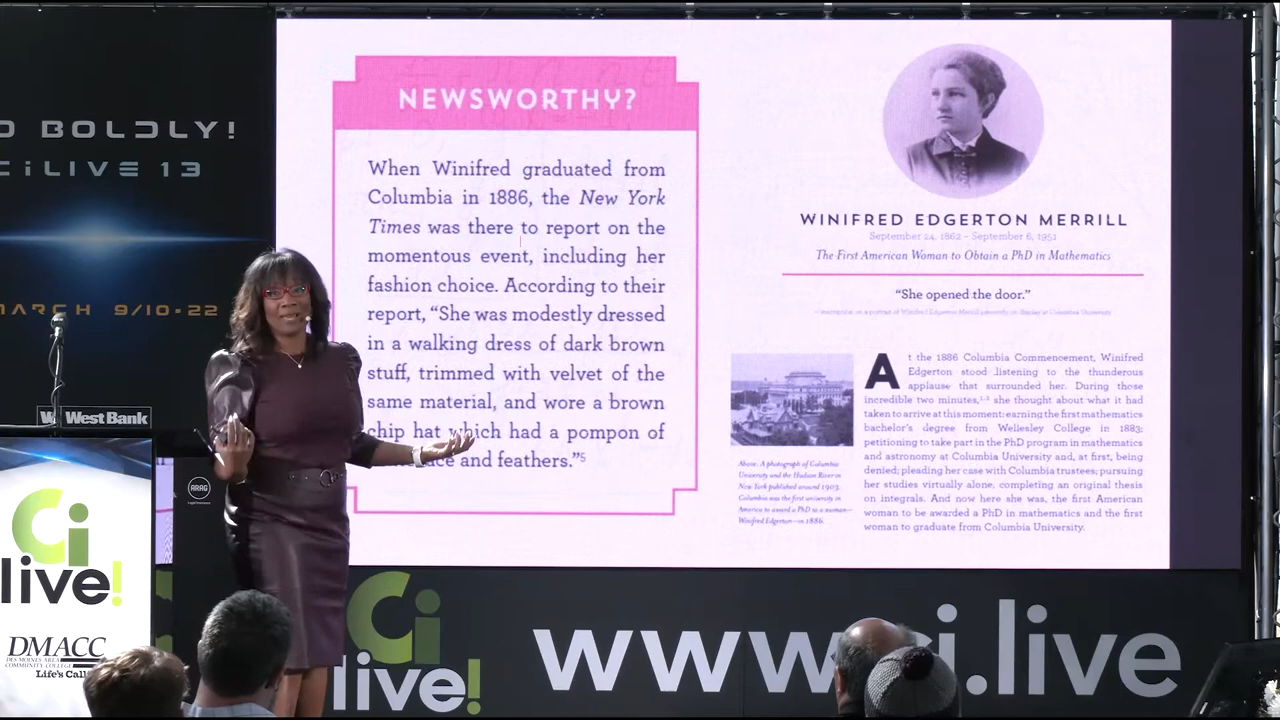 O BOLDLY!
CiLIVE 13
MARCH 9/10-22
W West Bank
Ci
live!
DMACC
DES MOINES AREA
COMMUNITY COLLEGE
Life's Call
ARAG
NEWSWORTHY?
When Winifred graduated from
Columbia in 1886, the New York
Times was there to report on the
momentous event, including her
fashion choice. According to their
report, “She was modestly dressed
in a walking dress of dark brown
stuff, trimmed with velvet of the
same material, and wore a brown
chip hat which had a pompon of
ace and feathers.”5
WINIFRED EDGERTON MERRILL
September 24, 1862 – September 6, 1951
The First American Woman to Obtain a PhD in Mathematics
“She opened the door.”
Above: A photograph of Columbia
University and the Hudson River in
New York published around 1903.
Columbia was the first university in
America to award a PhD to a woman—
Winifred Edgerton—in 1886.
At the 1886 Columbia Commencement, Winifred
Edgerton stood listening to the thunderous
applause that surrounded her. During those
incredible two minutes,1,2 she thought about what it had
taken to arrive at this moment: earning the first mathematics
bachelor's degree from Wellesley College in 1883;
petitioning to take part in the PhD program in mathematics
and astronomy at Columbia University and, at first, being
denied; pleading her case with Columbia trustees; pursuing
her studies virtually alone, completing an original thesis
on integrals. And now here she was, the first American
woman to be awarded a PhD in mathematics and the first
woman to graduate from Columbia University.
Ci
live!
www.ci.live